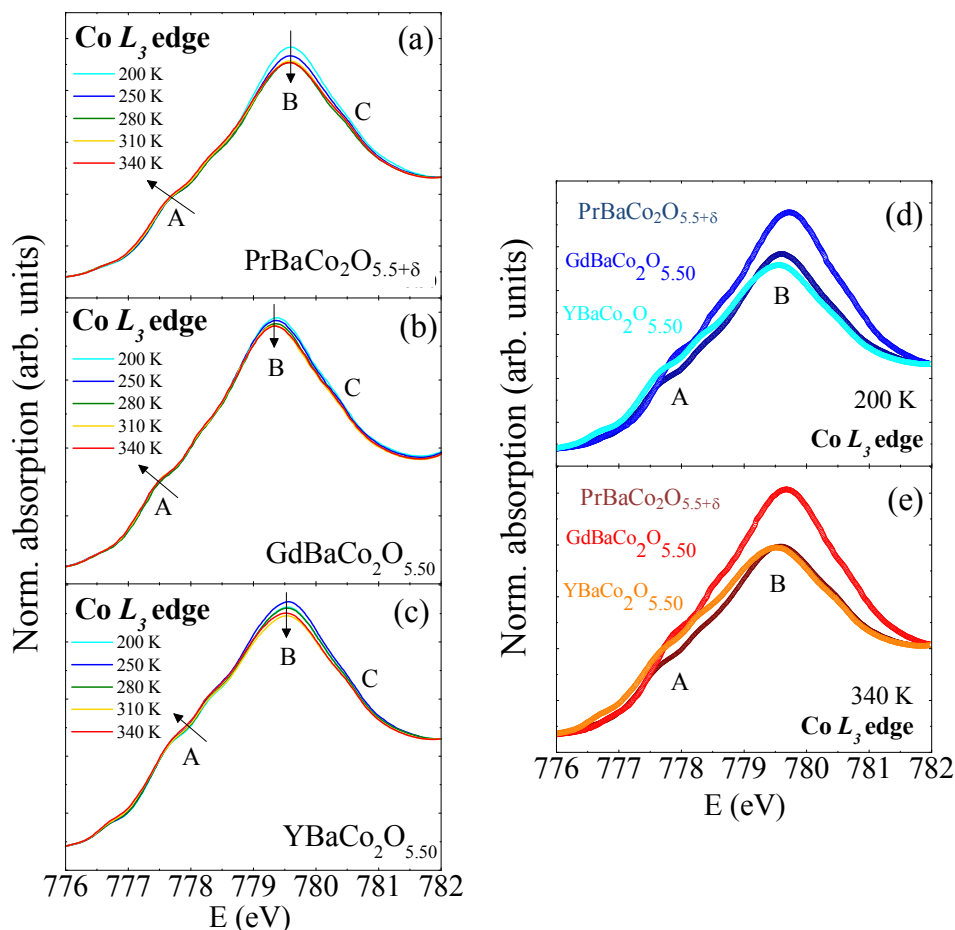 Norm. absorption (arb. units)
Co L3 edge
(a)
200 K
250 K
280 K
310 K
340 K
B
C
A
PrBaCo2O5.5+δ
Co L3 edge
(b)
200 K
250 K
280 K
310 K
340 K
B
C
A
GdBaCo2O5.50
Co L3 edge
(c)
200 K
250 K
280 K
310 K
340 K
B
C
A
YBaCo2O5.50
776 777 778 779 780 781 782
E (eV)
Norm. absorption (arb. units)
(d)
PrBaCo2O5.5+δ
GdBaCo2O5.50
YBaCo2O5.50
B
A
200 K
Co L3 edge
(e)
PrBaCo2O5.5+δ
GdBaCo2O5.50
YBaCo2O5.50
B
A
340 K
Co L3 edge
776 777 778 779 780 781 782
E (eV)